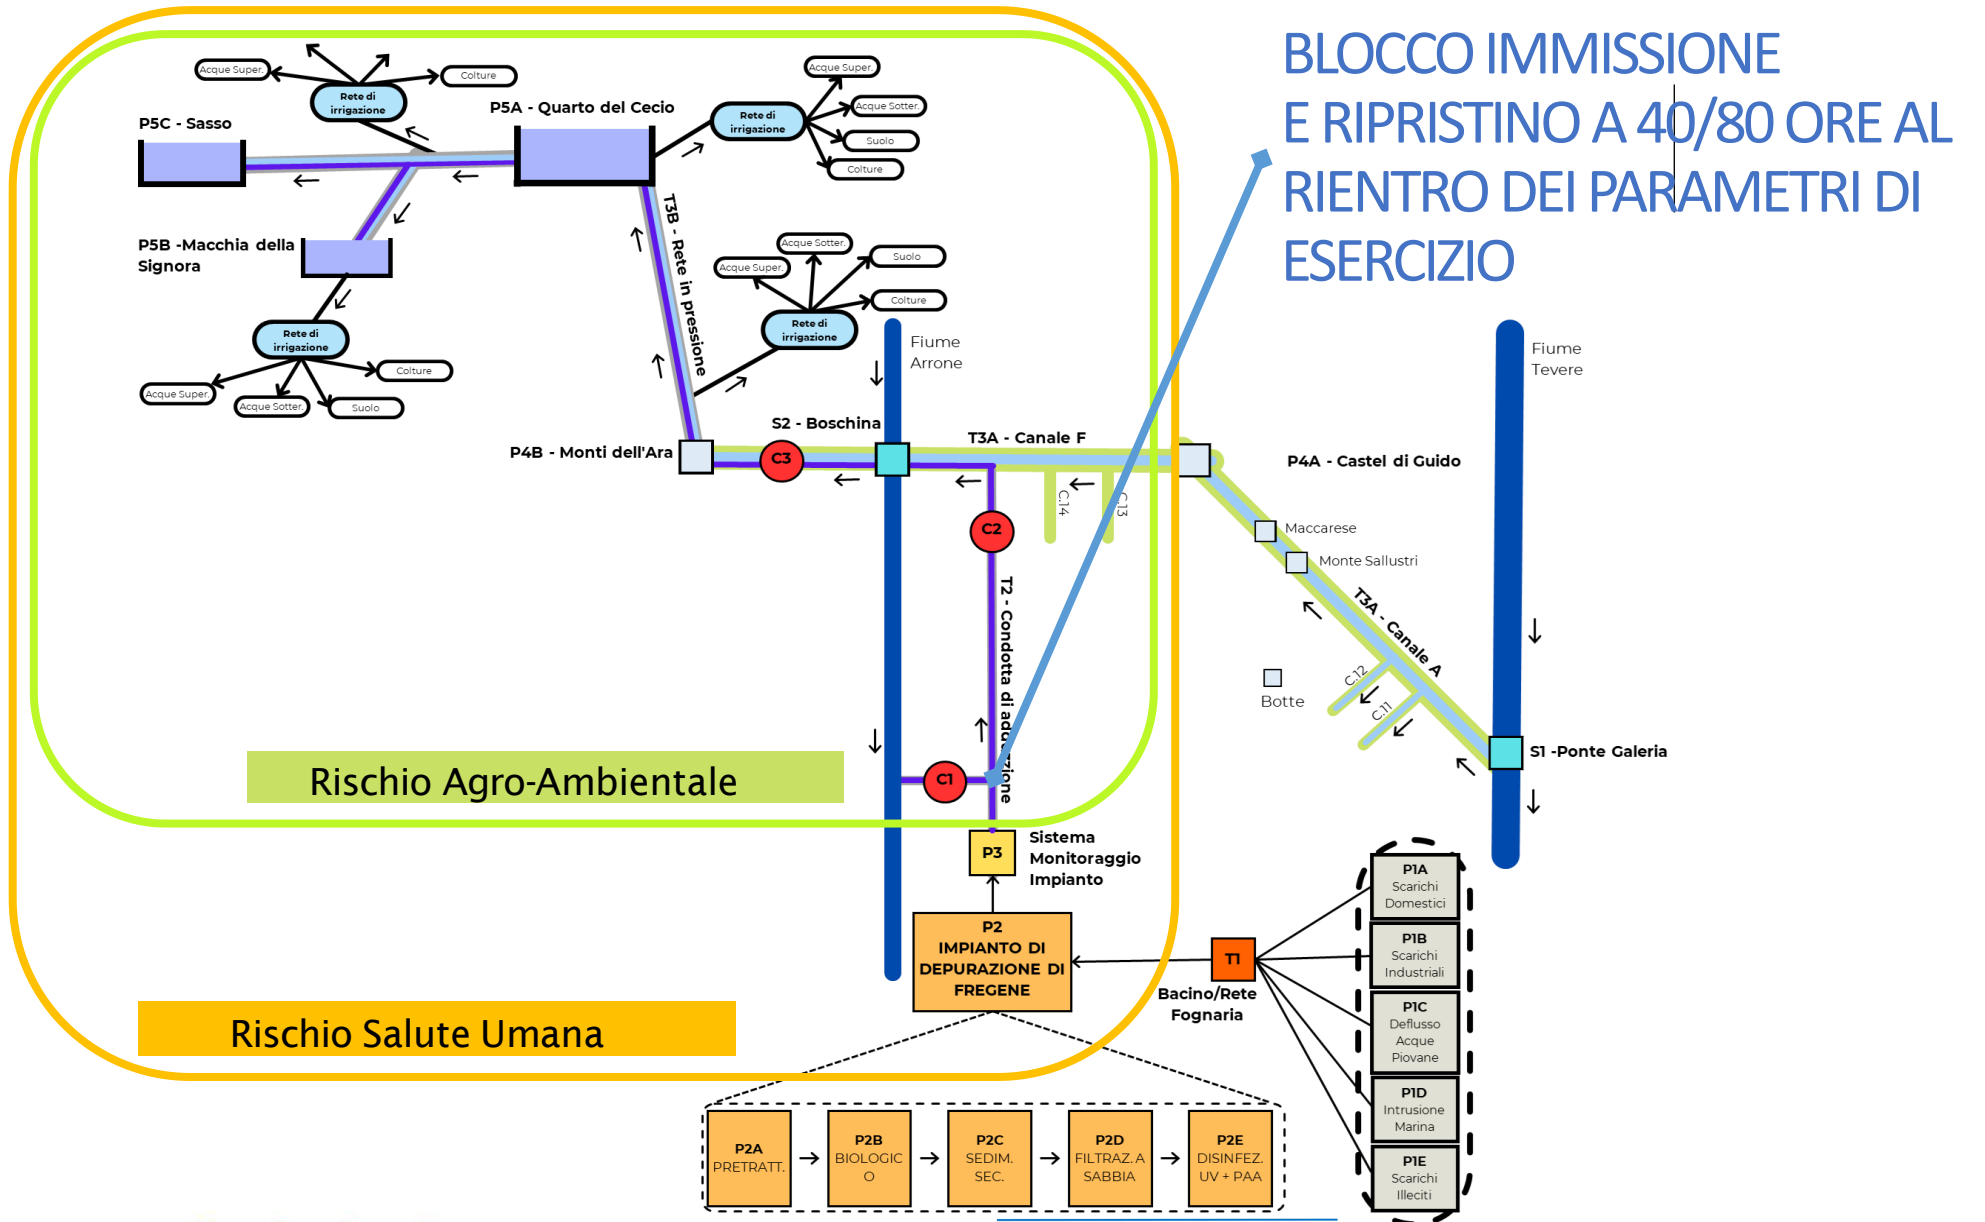 BLOCCO IMMISSIONE
E RIPRISTINO A 40/80 ORE AL
RIENTRO DEI PARAMETRI DI
ESERCIZIO
Acque Super.
Colture
Rete di
irrigazione
P5C - Sasso
P5A - Quarto del Cecio
Rete di
irrigazione
Acque Super.
Acque Sotter.
Suolo
Colture
P5B -Macchia della
Signora
Rete di
irrigazione
Acque Super.
Acque Sotter.
Suolo
Colture
T3B - Rete in pressione
Acque Super.
Acque Sotter.
Suolo
Colture
Rete di
irrigazione
Fiume
Arrone
Fiume
Tevere
S2 - Boschina
P4B - Monti dell'Ara
C3
T3A - Canale F
P4A - Castel di Guido
C.14
C.13
C2
Maccarese
Monte Sallustri
T3A - Canale A
C.12
C.11
Botte
S1 -Ponte Galeria
T2 - Condotta di adduzione
C1
Rischio Agro-Ambientale
P3
Sistema
Monitoraggio
Impianto
P2
IMPIANTO DI
DEPURAZIONE DI
FREGENE
T1
Bacino/Rete
Fognaria
P1A
Scarichi
Domestici
P1B
Scarichi
Industriali
P1C
Deflusso
Acque
Piovane
P1D
Intrusione
Marina
P1E
Scarichi
Illeciti
Rischio Salute Umana
P2A
PRETRATT.
P2B
BIOLOGIC
O
P2C
SEDIM.
SEC.
P2D
FILTRAZ. A
SABBIA
P2E
DISINFEZ.
UV + PAA